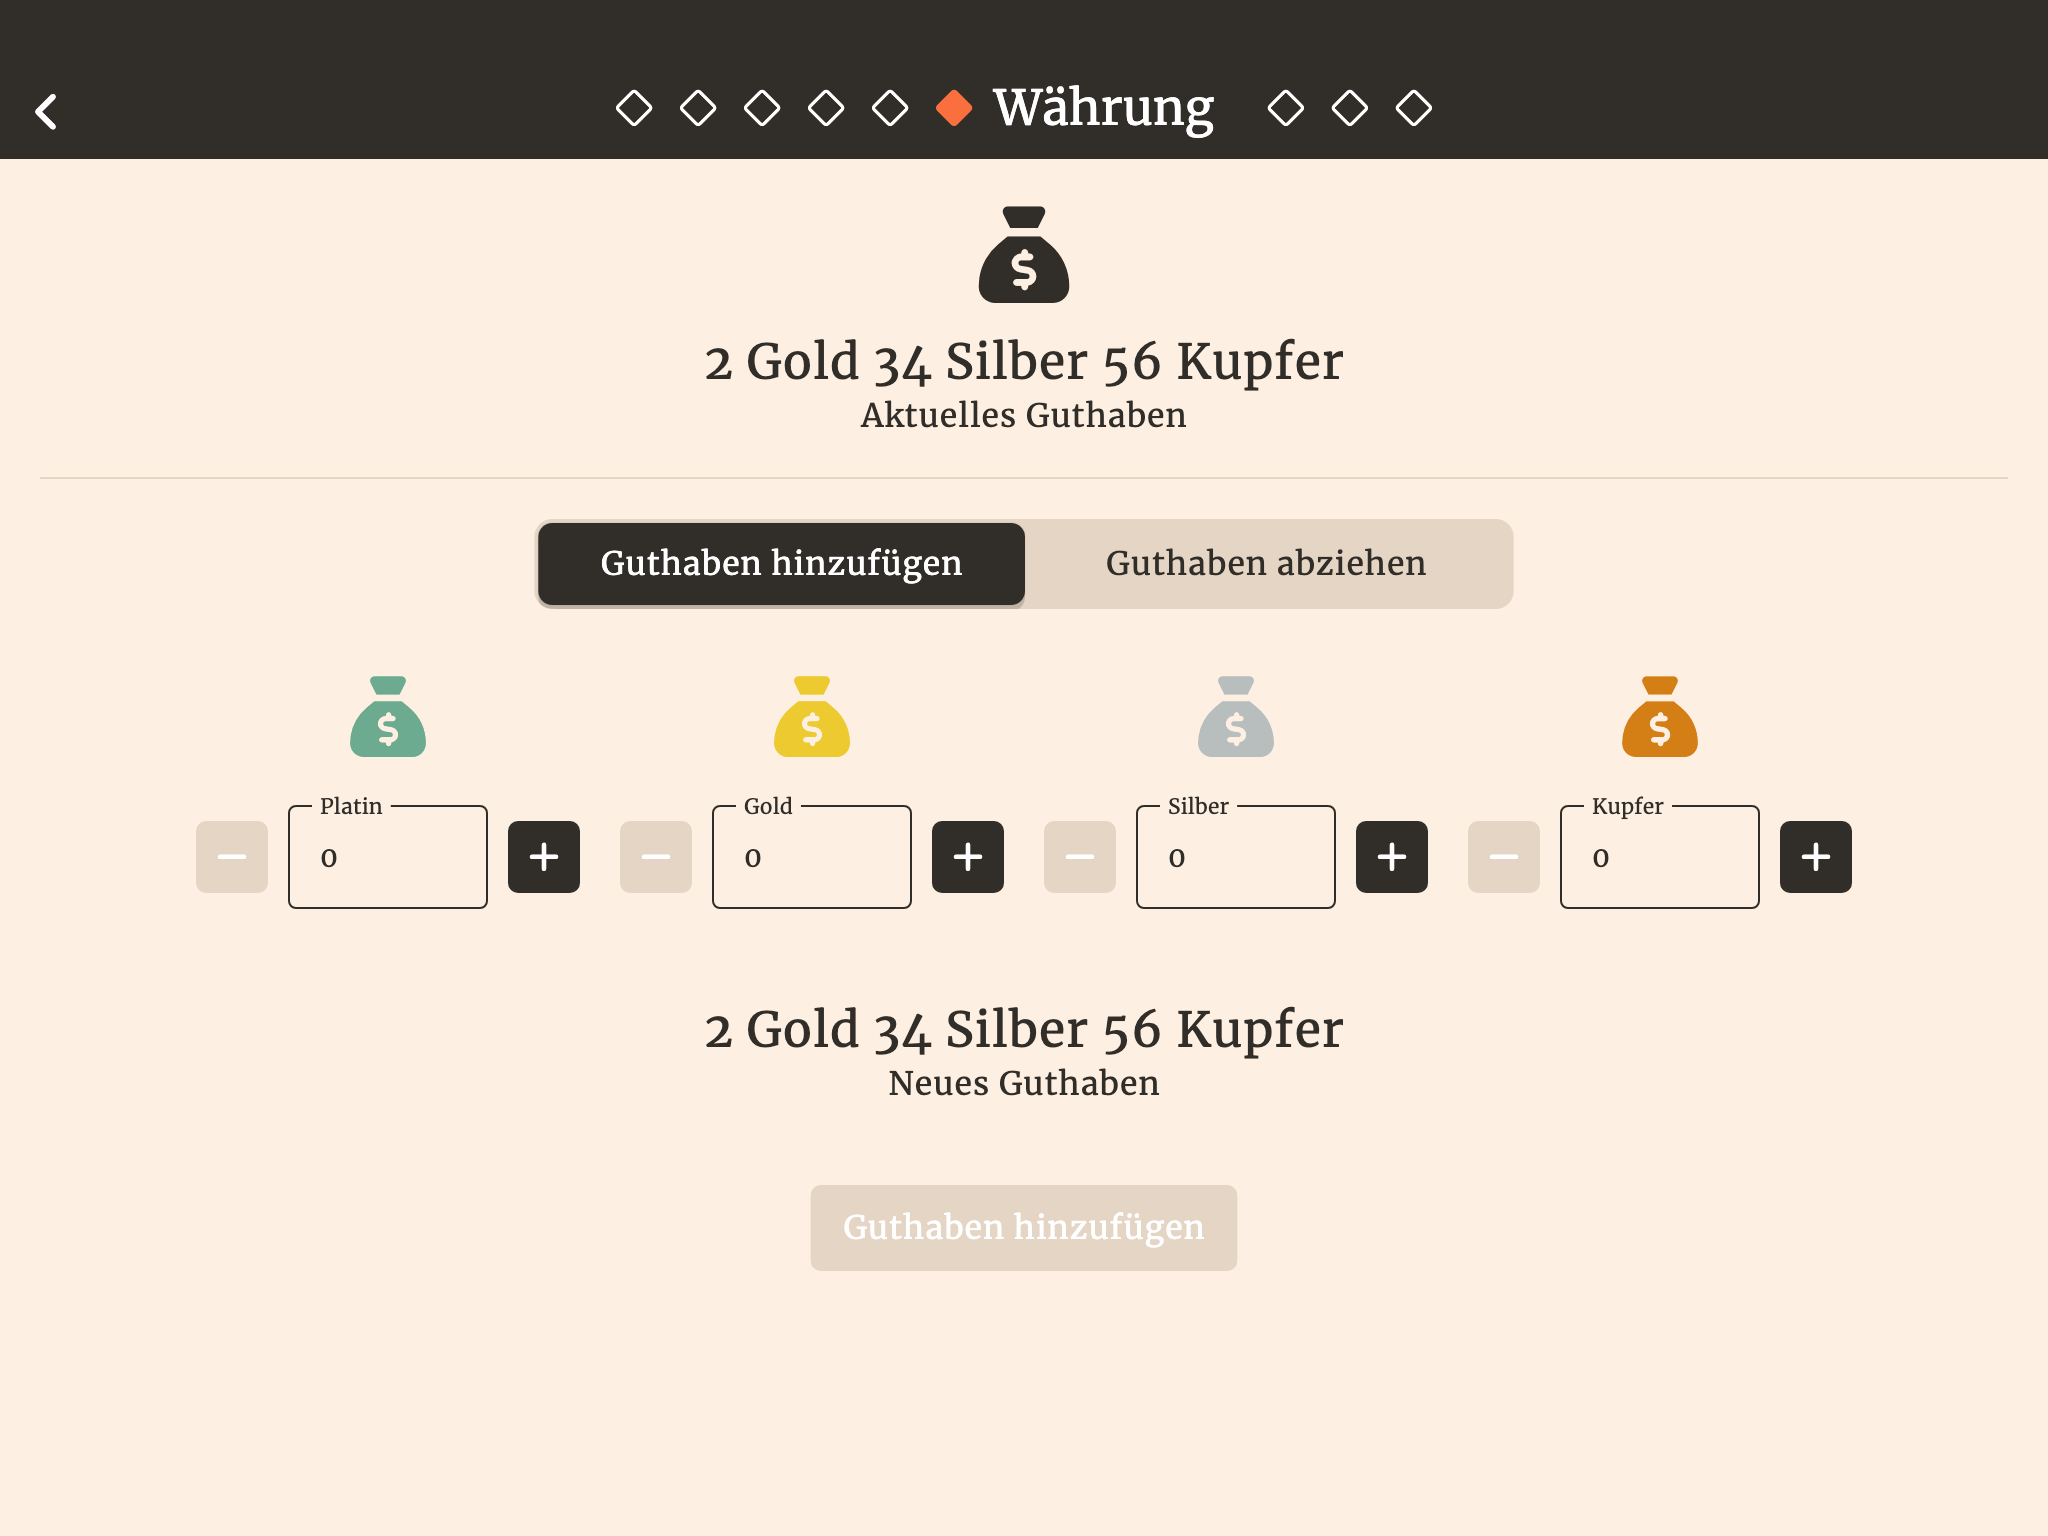 Währung
2 Gold 34 Silber 56 Kupfer
Aktuelles Guthaben
Guthaben hinzufügen Guthaben abziehen
$ $ $ $
Platin Gold Silber Kupfer
0 0 0 0
2 Gold 34 Silber 56 Kupfer
Neues Guthaben
Guthaben hinzufügen